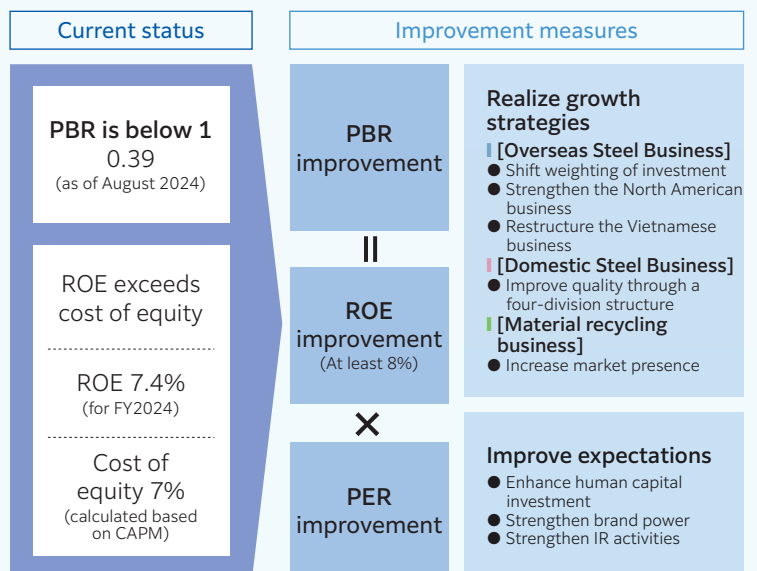 Current status
Improvement measures
PBR is below 1
0.39
(as of August 2024)
ROE exceeds
cost of equity
ROE 7.4%
(for FY2024)
Cost of
equity 7%
(calculated based
on CAPM)
PBR
improvement
=
ROE
improvement
(At least 8%)
×
PER
improvement
Realize growth
strategies
[Overseas Steel Business]
● Shift weighting of investment
● Strengthen the North American
business
● Restructure the Vietnamese
business
[Domestic Steel Business]
● Improve quality through a
four-division structure
[Material recycling
business]
● Increase market presence
Improve expectations
● Enhance human capital
investment
● Strengthen brand power
● Strengthen IR activities